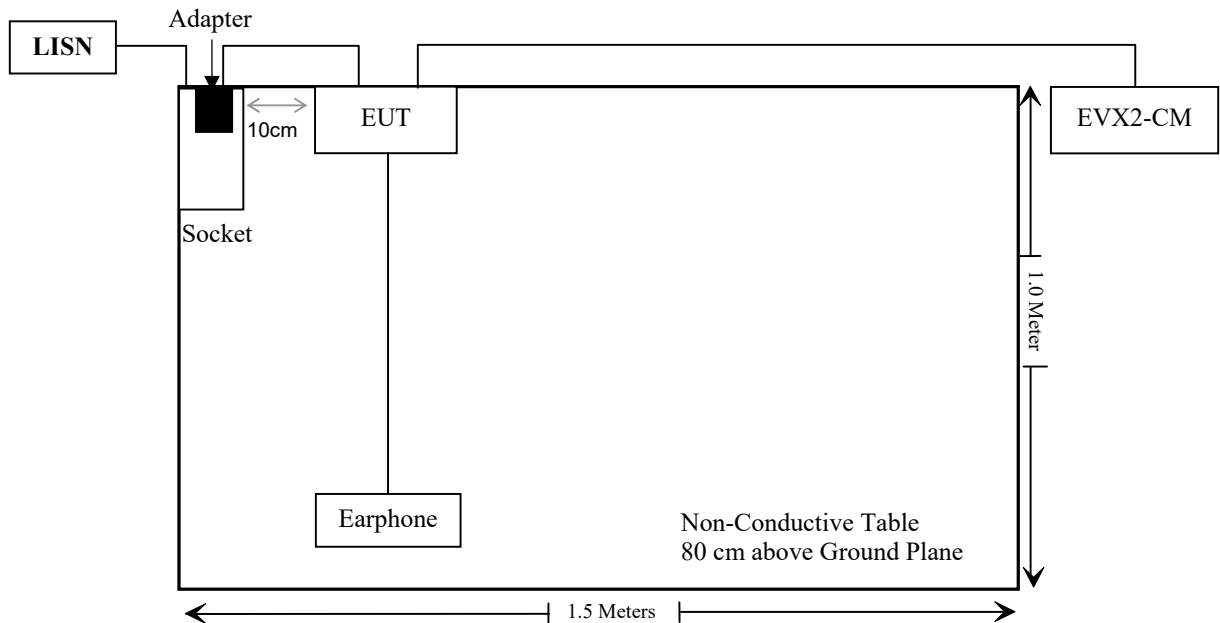 Adapter
LISN
EUT
EVX2-CM
10cm
Socket
1.0 Meter
Earphone
Non-Conductive Table
80 cm above Ground Plane
1.5 Meters